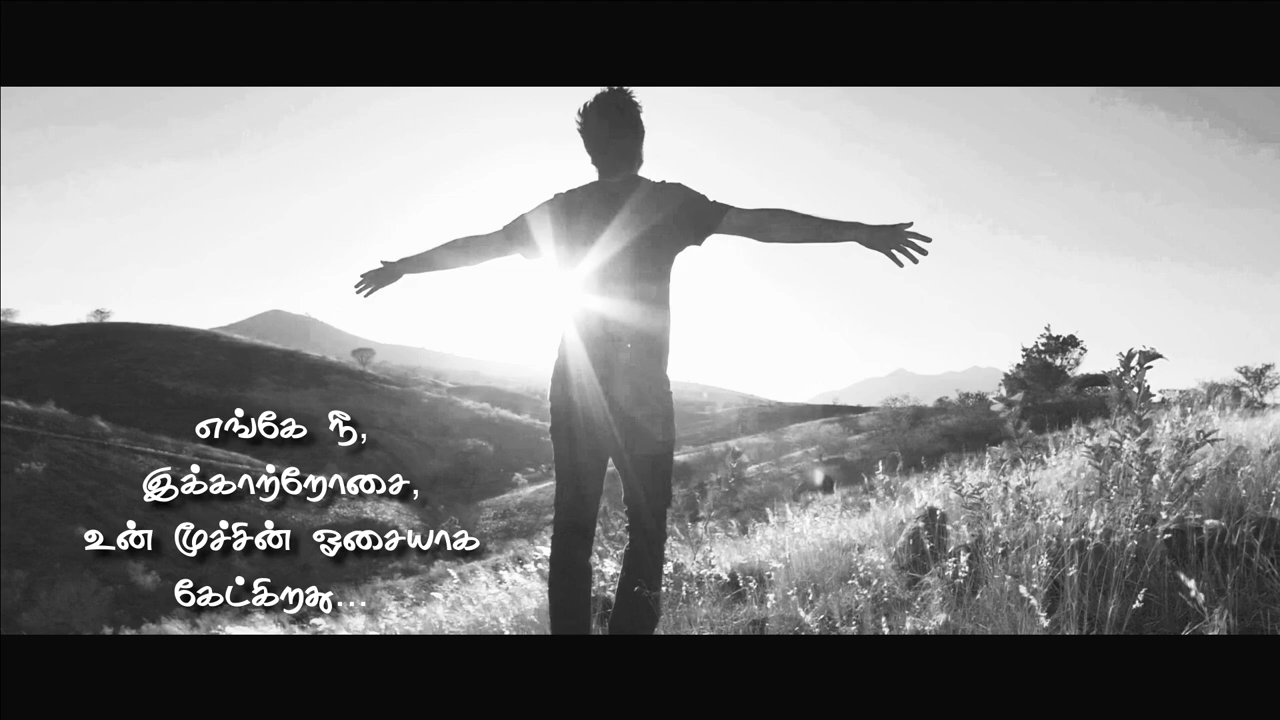 எங்கே நீ,
இக்காற்றோசை,
உன் மூச்சின் ஓசையாக
கேட்கிறது...